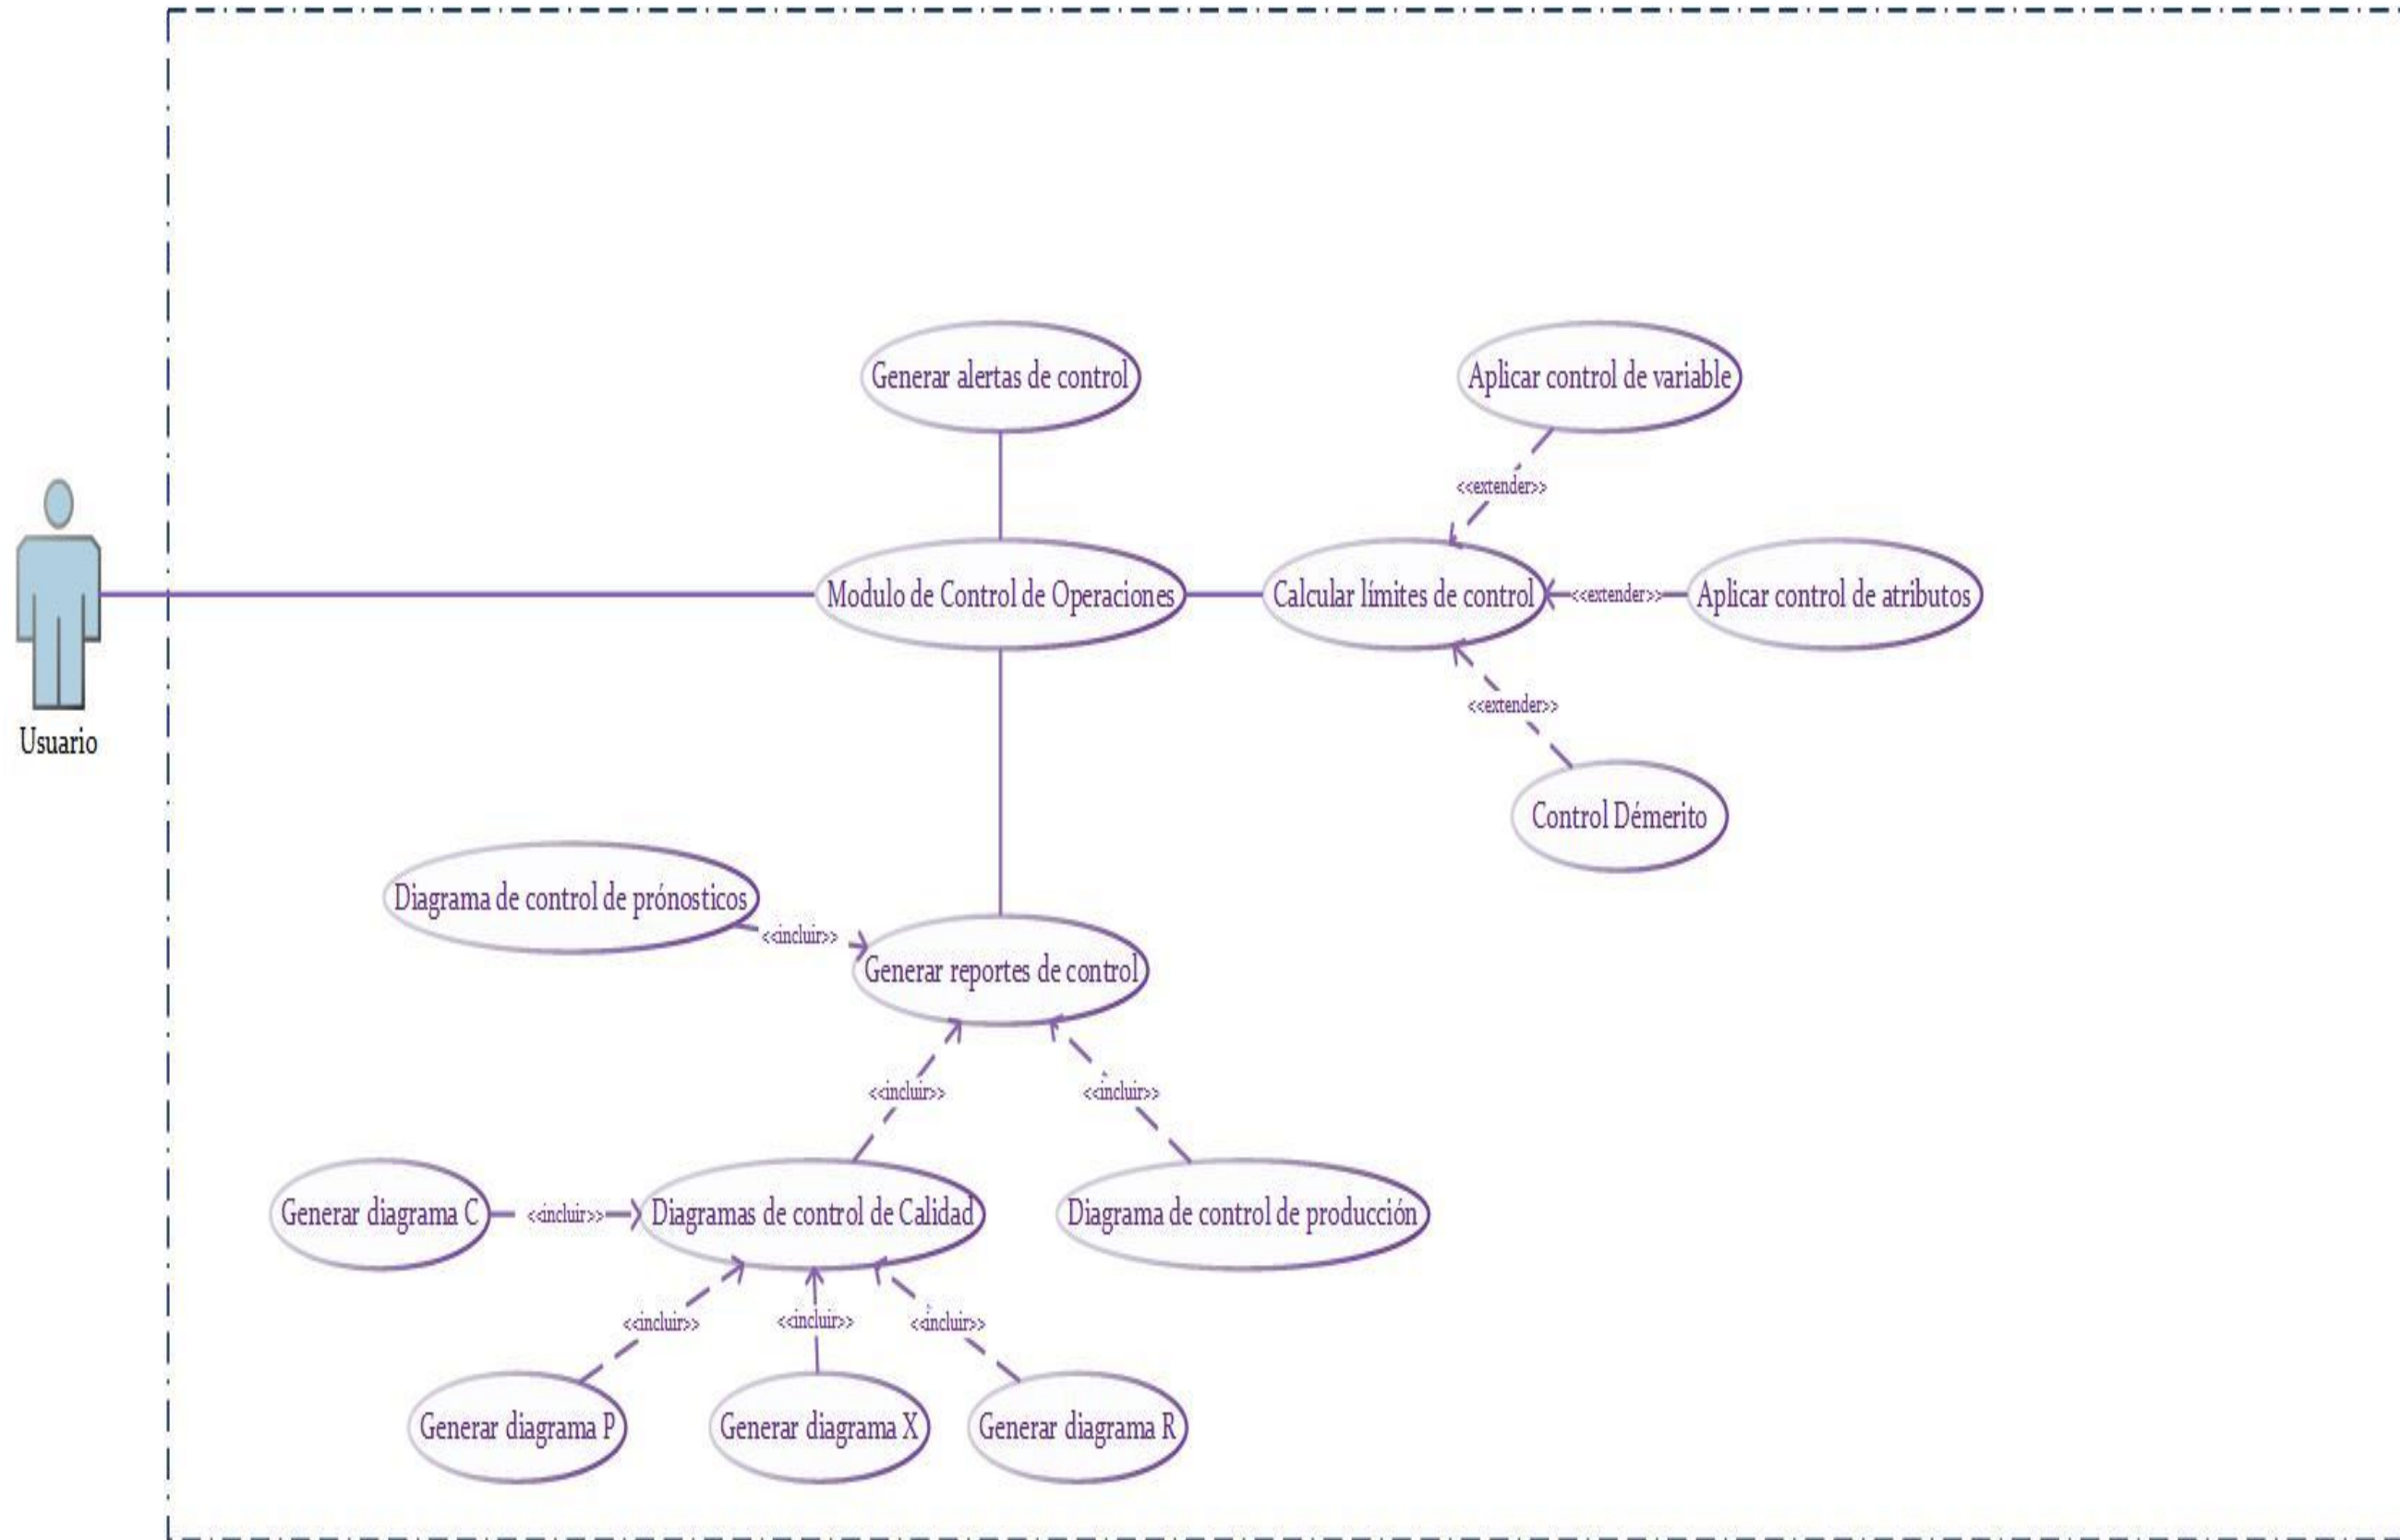 Generar alertas de control
Aplicar control de variable
<<extender>>
Modulo de Control de Operaciones
Calcular límites de control
<<extender>>
Aplicar control de atributos
<<extender>>
Usuario
Control Démerito
Diagrama de control de prónosticos
<<incluir>>
Generar reportes de control
<<incluir>>
<<incluir>>
Generar diagrama C
<<incluir>>
Diagramas de control de Calidad
Diagrama de control de producción
<<incluir>>
<<incluir>>
<<incluir>>
Generar diagrama P
Generar diagrama X
Generar diagrama R